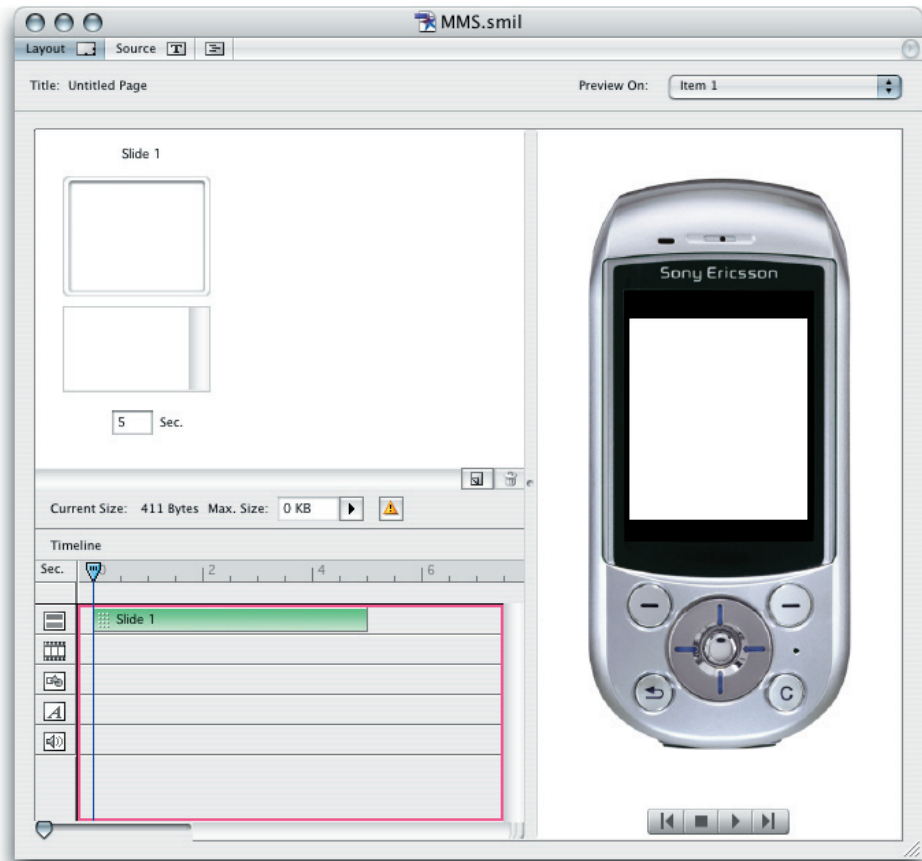 MMS.smil
Layout Source T
Title: Untitled Page Preview On: Item 1
Slide 1
5 Sec.
Current Size: 411 Bytes Max. Size: 0 KB
Timeline
Sec. 0 2 4 6
Slide 1
A
Sony Ericsson
C